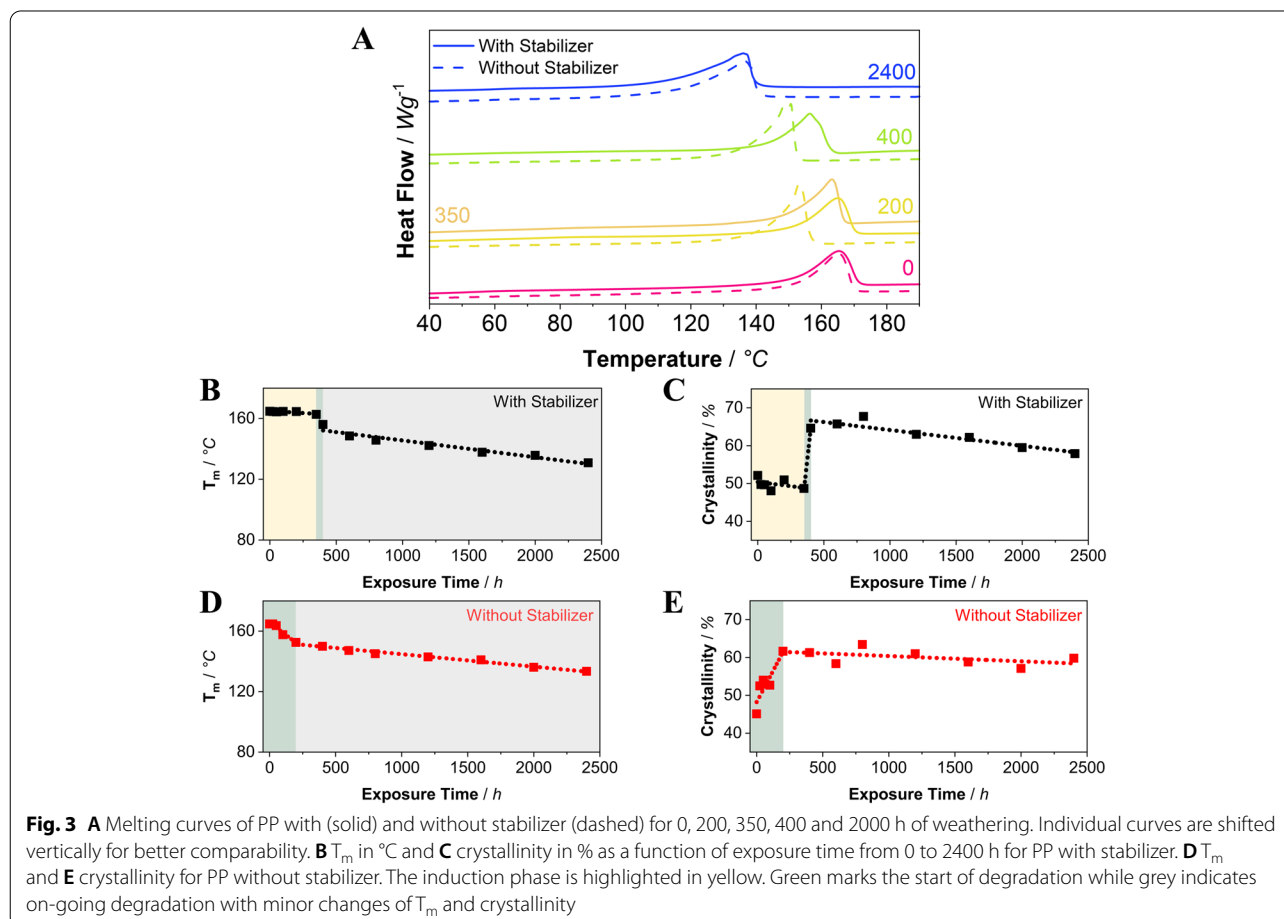 A
With Stabilizer
Without Stabilizer
2400
400
350
200
0
Heat Flow / Wg⁻¹
40 60 80 100 120 140 160 180
Temperature / °C
B
With Stabilizer
160
120
80
Tₘ / °C
0 500 1000 1500 2000 2500
Exposure Time / h
C
With Stabilizer
70
60
50
40
Crystallinity / %
0 500 1000 1500 2000 2500
Exposure Time / h
D
Without Stabilizer
160
120
80
Tₘ / °C
0 500 1000 1500 2000 2500
Exposure Time / h
E
Without Stabilizer
70
60
50
40
Crystallinity / %
0 500 1000 1500 2000 2500
Exposure Time / h
Fig. 3 A Melting curves of PP with (solid) and without stabilizer (dashed) for 0, 200, 350, 400 and 2000 h of weathering. Individual curves are shifted
vertically for better comparability. B Tₘ in °C and C crystallinity in % as a function of exposure time from 0 to 2400 h for PP with stabilizer. D Tₘ
and E crystallinity for PP without stabilizer. The induction phase is highlighted in yellow. Green marks the start of degradation while grey indicates
on-going degradation with minor changes of Tₘ and crystallinity